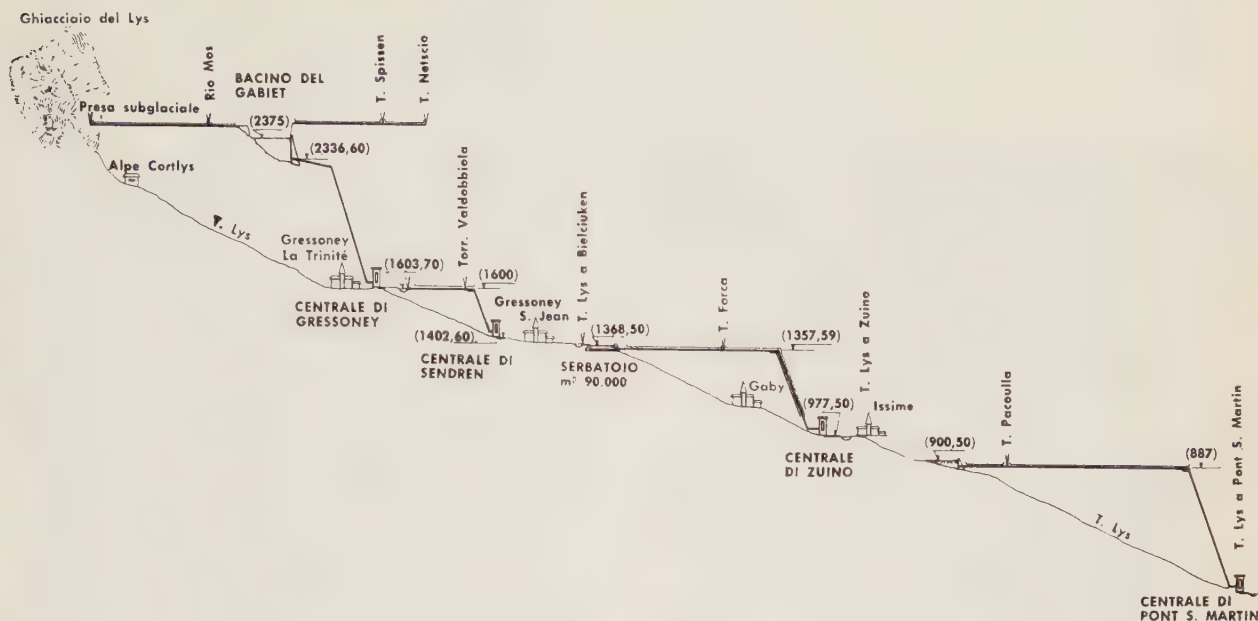 Ghiacciaio del Lys
Presa subglaciale
Rio Mos
BACINO DEL
GABIET
(2375)
(2336,60)
T. Spissen
T. Netscio
Alpe Cortlys
T. Lys
Gressoney
La Trinité
CENTRALE DI
GRESSONEY
(1603,70)
Torr. Valdobbiola
(1600)
(1402,60)
CENTRALE DI
SENDREN
Gressoney
S. Jean
T. Lys a Bielciuken
(1368,50)
SERBATOIO
m³ 90.000
T. Forca
(1357,59)
Gaby
(977,50)
CENTRALE
DI ZUINO
T. Lys a Zuino
Issime
(900,50)
T. Pacoulla
(887)
T. Lys
T. Lys a Pont S. Martin
CENTRALE DI
PONT S. MARTIN